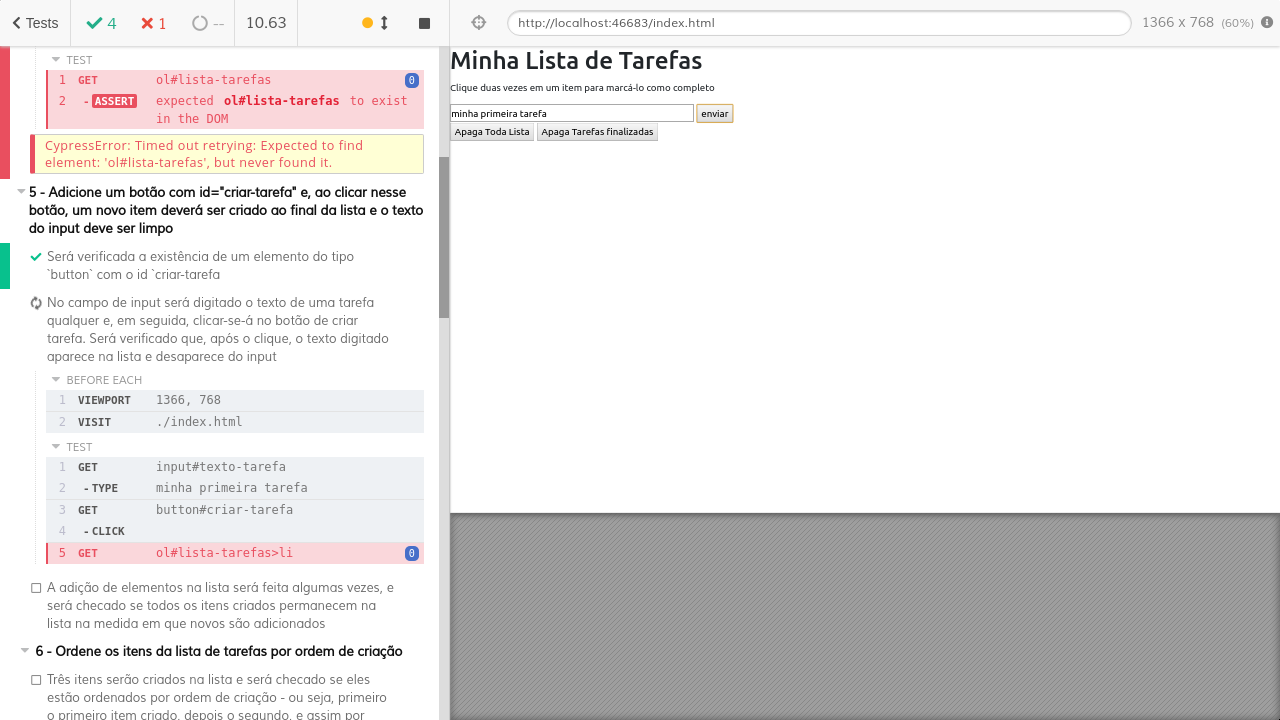 Tests 4 1 -- 10.63
http://localhost:46683/index.html 1366 x 768 (60%)
TEST
1 GET ol#lista-tarefas 0
2 - ASSERT expected ol#lista-tarefas to exist
in the DOM
CypressError: Timed out retrying: Expected to find
element: 'ol#lista-tarefas', but never found it.
5 - Adicione um botão com id="criar-tarefa" e, ao clicar nesse
botão, um novo item deverá ser criado ao final da lista e o texto
do input deve ser limpo
Será verificada a existência de um elemento do tipo
`button` com o id `criar-tarefa
No campo de input será digitado o texto de uma tarefa
qualquer e, em seguida, clicar-se-á no botão de criar
tarefa. Será verificado que, após o clique, o texto digitado
aparece na lista e desaparece do input
BEFORE EACH
1 VIEWPORT 1366, 768
2 VISIT ./index.html
TEST
1 GET input#texto-tarefa
2 - TYPE minha primeira tarefa
3 GET button#criar-tarefa
4 - CLICK
5 GET ol#lista-tarefas>li 0
A adição de elementos na lista será feita algumas vezes, e
será checado se todos os itens criados permanecem na
lista na medida em que novos são adicionados
6 - Ordene os itens da lista de tarefas por ordem de criação
Três itens serão criados na lista e será checado se eles
estão ordenados por ordem de criação - ou seja, primeiro
o primeiro item criado, depois o segundo, e assim por
Minha Lista de Tarefas
Clique duas vezes em um item para marcá-lo como completo
minha primeira tarefa enviar
Apaga Toda Lista Apaga Tarefas finalizadas